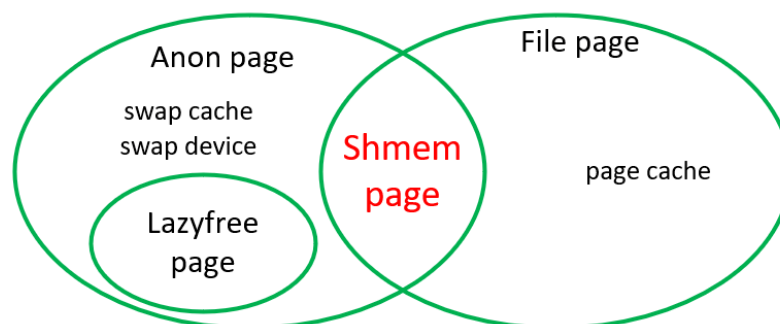 Anon page
swap cache
swap device
Lazyfree
page
Shmem
page
File page
page cache